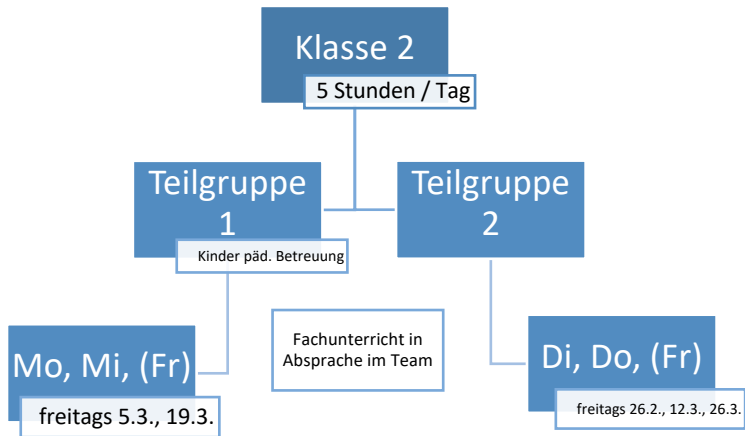 Klasse 2
5 Stunden / Tag
Teilgruppe
1
Kinder päd. Betreuung
Teilgruppe
2
Fachunterricht in
Absprache im Team
Mo, Mi, (Fr)
freitags 5.3., 19.3.
Di, Do, (Fr)
freitags 26.2., 12.3., 26.3.